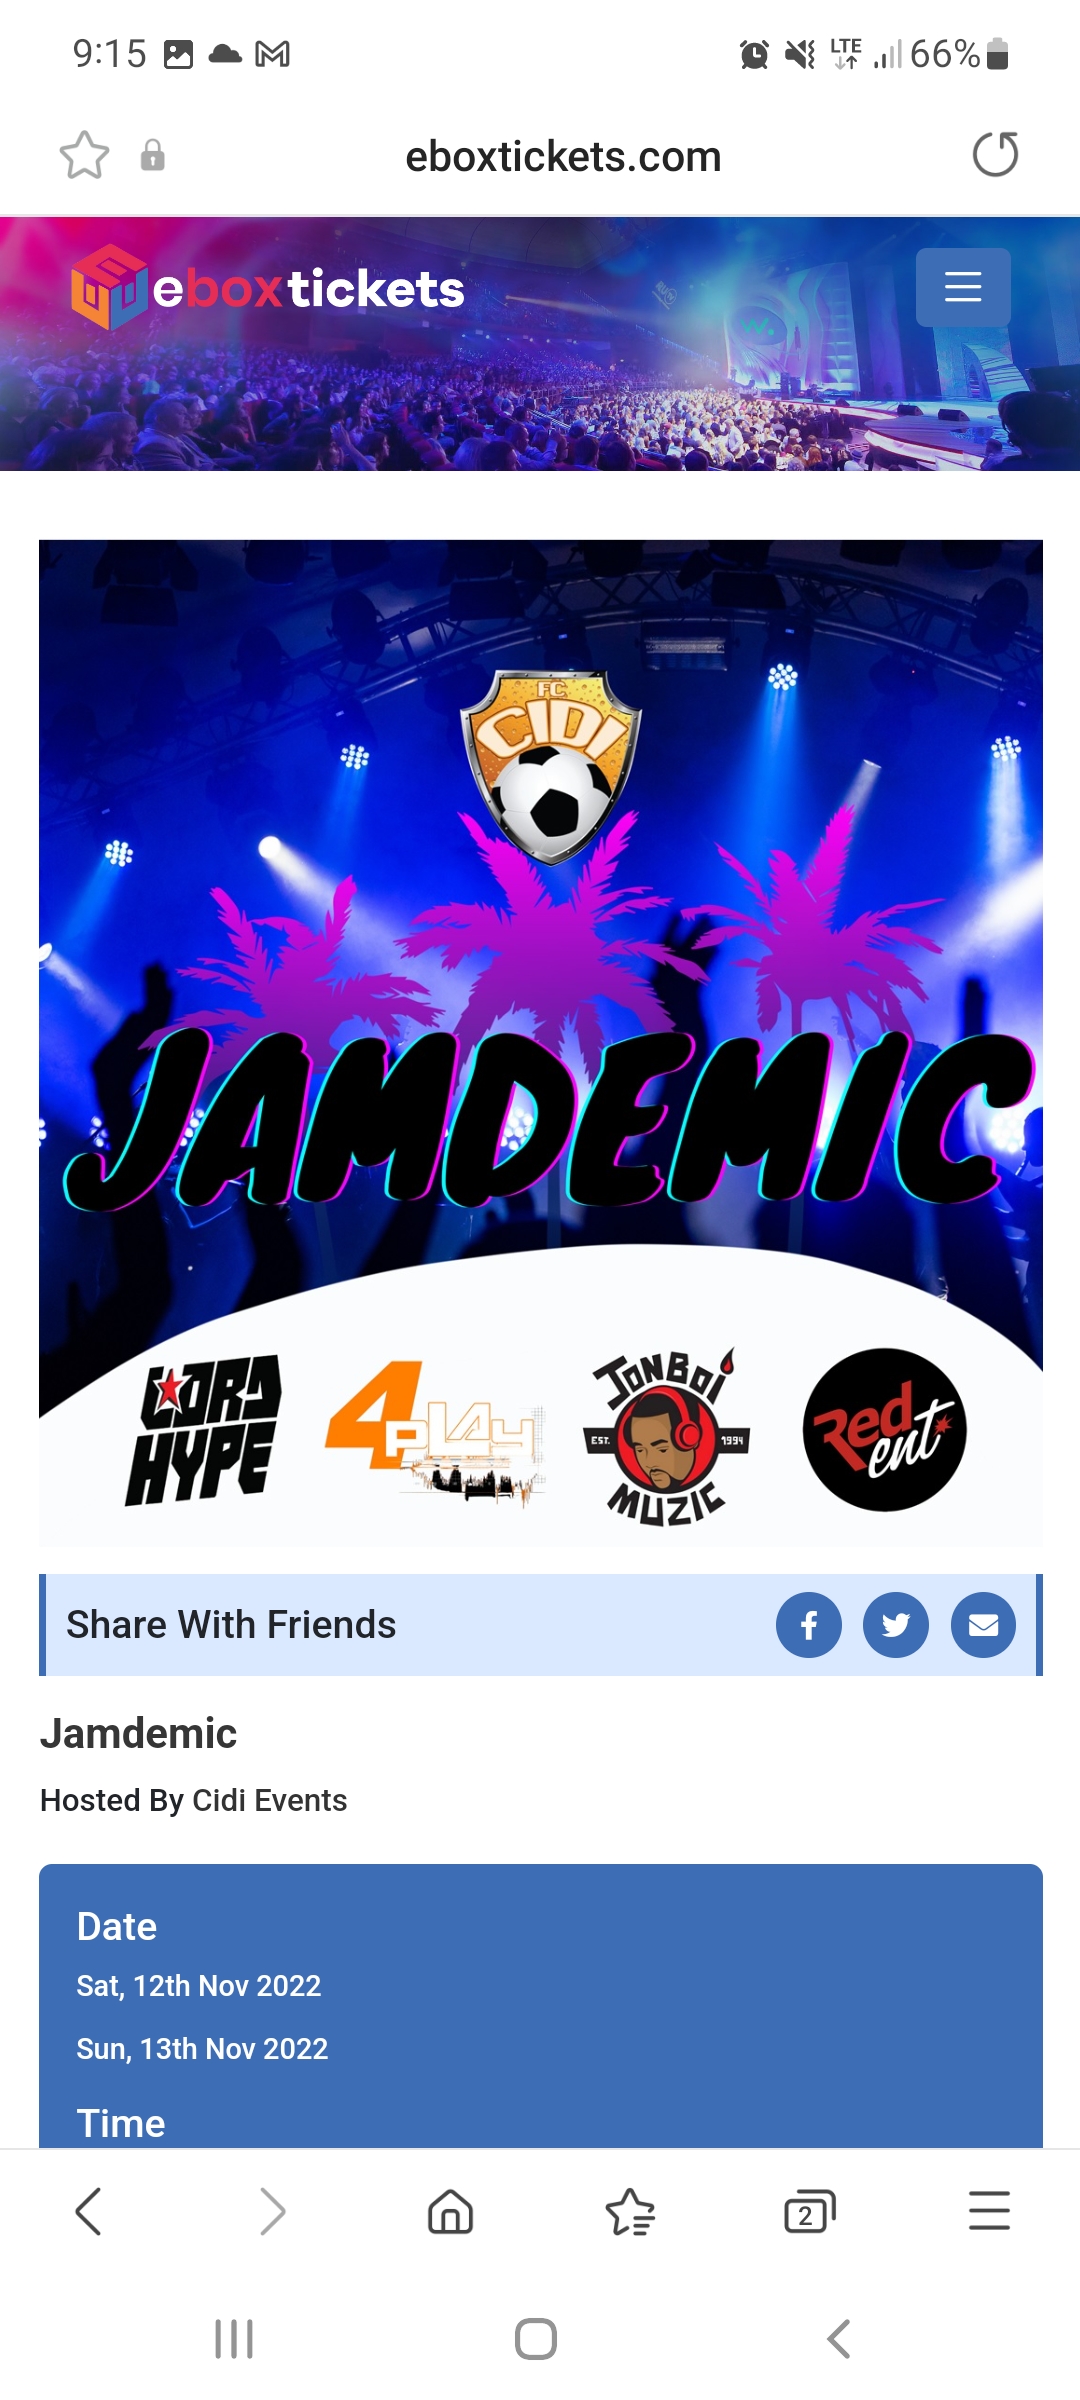 9:15
LTE
66%
eboxtickets.com
eboxtickets
FC
CIDI
JAMDEMIC
LORD
HYPE
4PLAY
JONBOI
EST.
1994
MUZIC
Red
ent
Share With Friends
Jamdemic
Hosted By Cidi Events
Date
Sat, 12th Nov 2022
Sun, 13th Nov 2022
Time
2